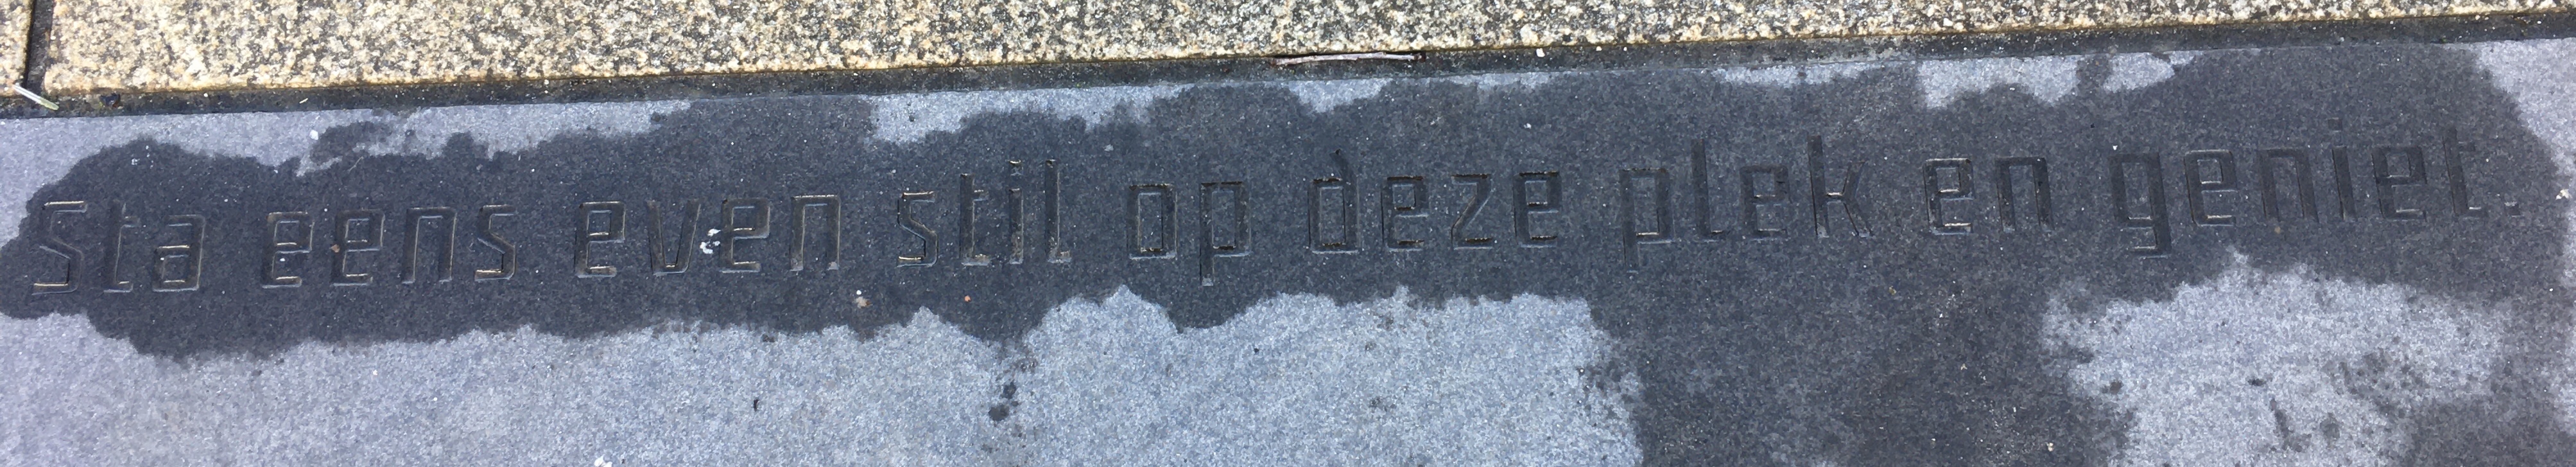 Sta eens even stil op deze plek en geniet.